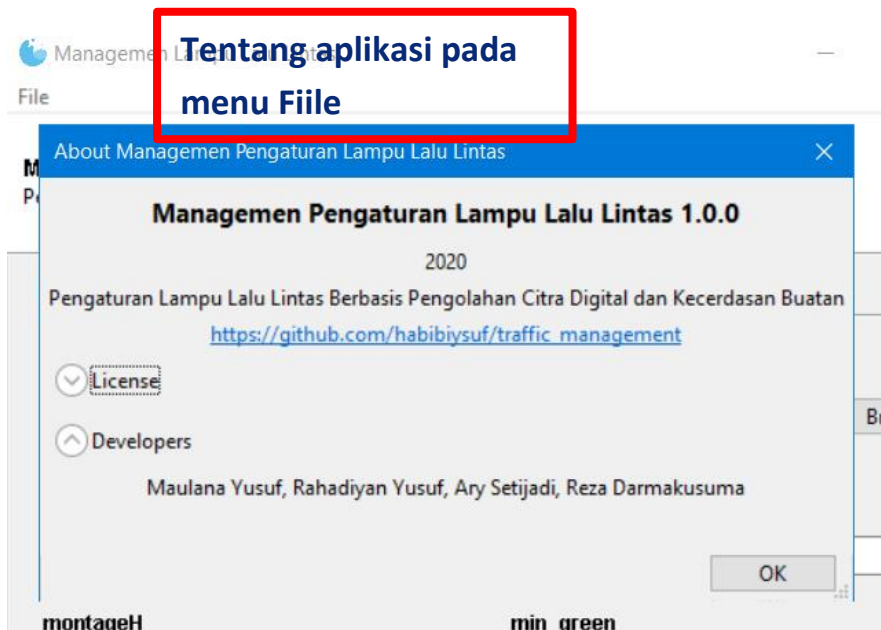 Managemen
Tentang aplikasi pada
menu Fiile
File
About Managemen Pengaturan Lampu Lalu Lintas
Managemen Pengaturan Lampu Lalu Lintas 1.0.0
2020
Pengaturan Lampu Lalu Lintas Berbasis Pengolahan Citra Digital dan Kecerdasan Buatan
https://github.com/habibiysuf/traffic_management
License
Developers
Maulana Yusuf, Rahadiyan Yusuf, Ary Setijadi, Reza Darmakusuma
OK
montageH min_green